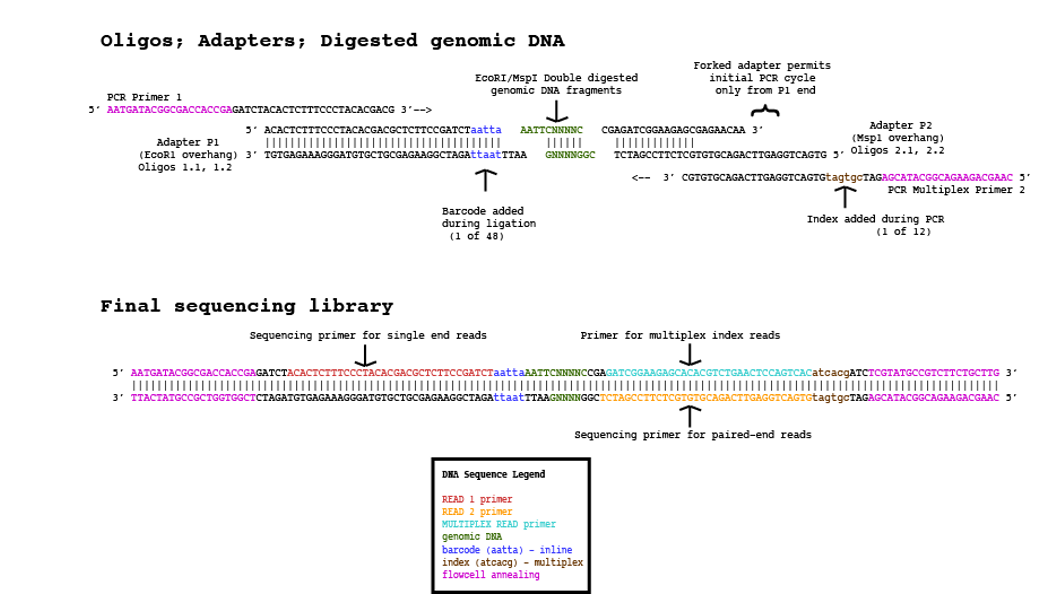 Oligos; Adapters; Digested genomic DNA
Forked adapter permits
initial PCR cycle
only from P1 end
EcoRI/MspI Double digested
genomic DNA fragments
PCR Primer 1
5' AATGATACGGCGACCACCGAGATCTACACTCTTTCCCTACACGACG 3'-->
5' ACACTCTTTCCCTACACGACGCTCTTCCGATCTaatta AATTCNNNNC CGAGATCGGAAGAGCGAGAACAA 3'
Adapter P1
(EcoR1 overhang)
Oligos 1.1, 1.2
3' TGTGAGAAAGGGATGTGCTGCGAGAAGGCTAGAttaatTTAA GNNNNGGC TCTAGCCTTCTCGTGTGCAGACTTGAGGTCAGTG 5'
Adapter P2
(Msp1 overhang)
Oligos 2.1, 2.2
<-- 3' CGTGTGCAGACTTGAGGTCAGTGtagtgcTAGAGCATACGGCAGAAGACGAAC 5'
PCR Multiplex Primer 2
Barcode added
during ligation
(1 of 48)
Index added during PCR
(1 of 12)
Final sequencing library
Sequencing primer for single end reads
Primer for multiplex index reads
5' AATGATACGGCGACCACCGAGATCTACACTCTTTCCCTACACGACGCTCTTCCGATCTaattaAATTCNNNNCCGAGATCGGAAGAGCACACGTCTGAACTCCAGTCACatcacgATCTCGTATGCCGTCTTCTGCTTG 3'
3' TTACTATGCCGCTGGTGGCTCTAGATGTGAGAAAGGGATGTGCTGCGAGAAGGCTAGAttaatTTAAGNNNNGGCTCTAGCCTTCTCGTGTGCAGACTTGAGGTCAGTGtagtgcTAGAGCATACGGCAGAAGACGAAC 5'
Sequencing primer for paired-end reads
DNA Sequence Legend
READ 1 primer
READ 2 primer
MULTIPLEX READ primer
genomic DNA
barcode (aatta) - inline
index (atcacg) - multiplex
flowcell annealing